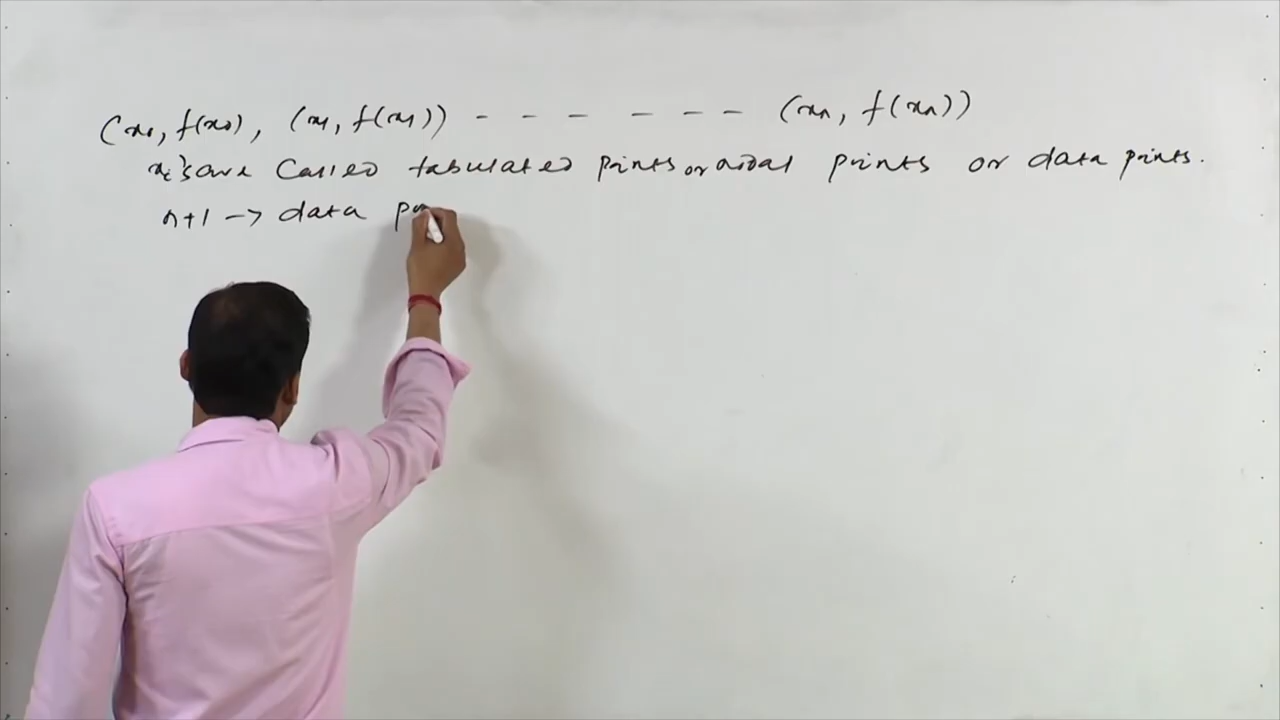 (x₀, f(x₀), (x₁, f(x₁)) - - - - - - (xₙ, f(xₙ))
xᵢ's are called tabulated points or nodal points or data points.
n+1 → data po